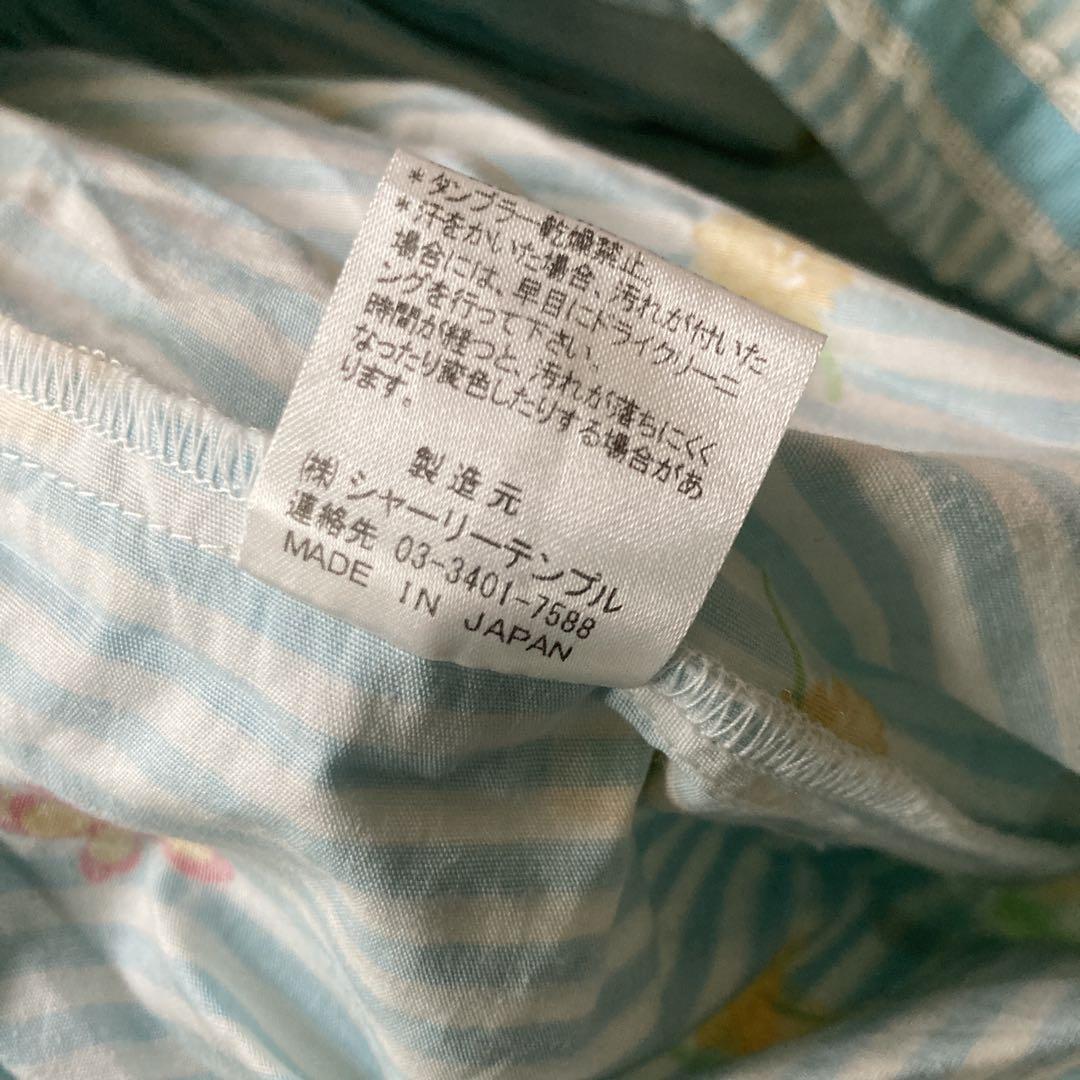 *タンブラー乾燥禁止
*汗をかいた場合、汚れが付いた
場合には、早目にドライクリーニ
ングを行って下さい。
時間が経つと、汚れが落ちにくく
なったり変色したりする場合があ
ります。
製造元
㈱シャーリーテンプル
連絡先 03-3401-7588
MADE IN JAPAN